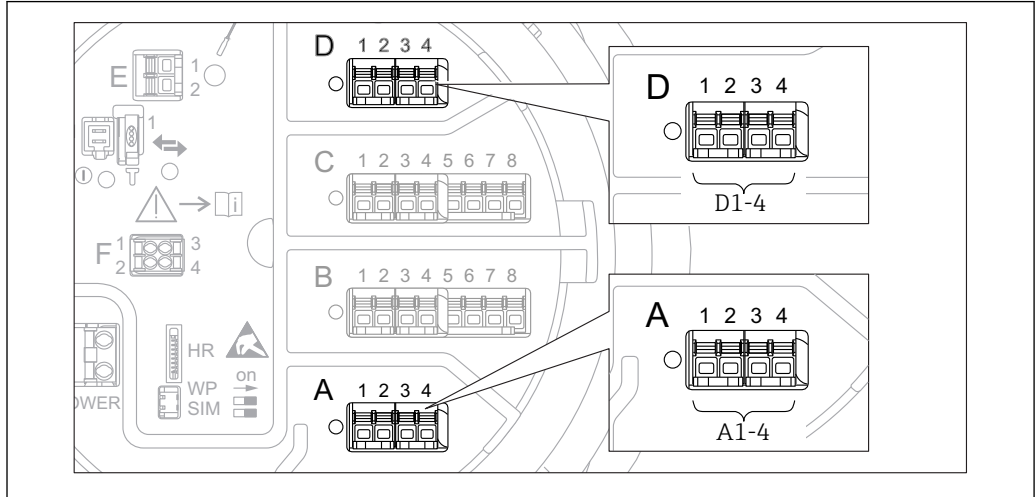 D 1 2 3 4
E 1
2
1
C 1 2 3 4 5 6 7 8
i
F 1 3
2 4
B 1 2 3 4 5 6 7 8
HR
on
WP
SIM
OWER
A 1 2 3 4
D 1 2 3 4
D1-4
A 1 2 3 4
A1-4